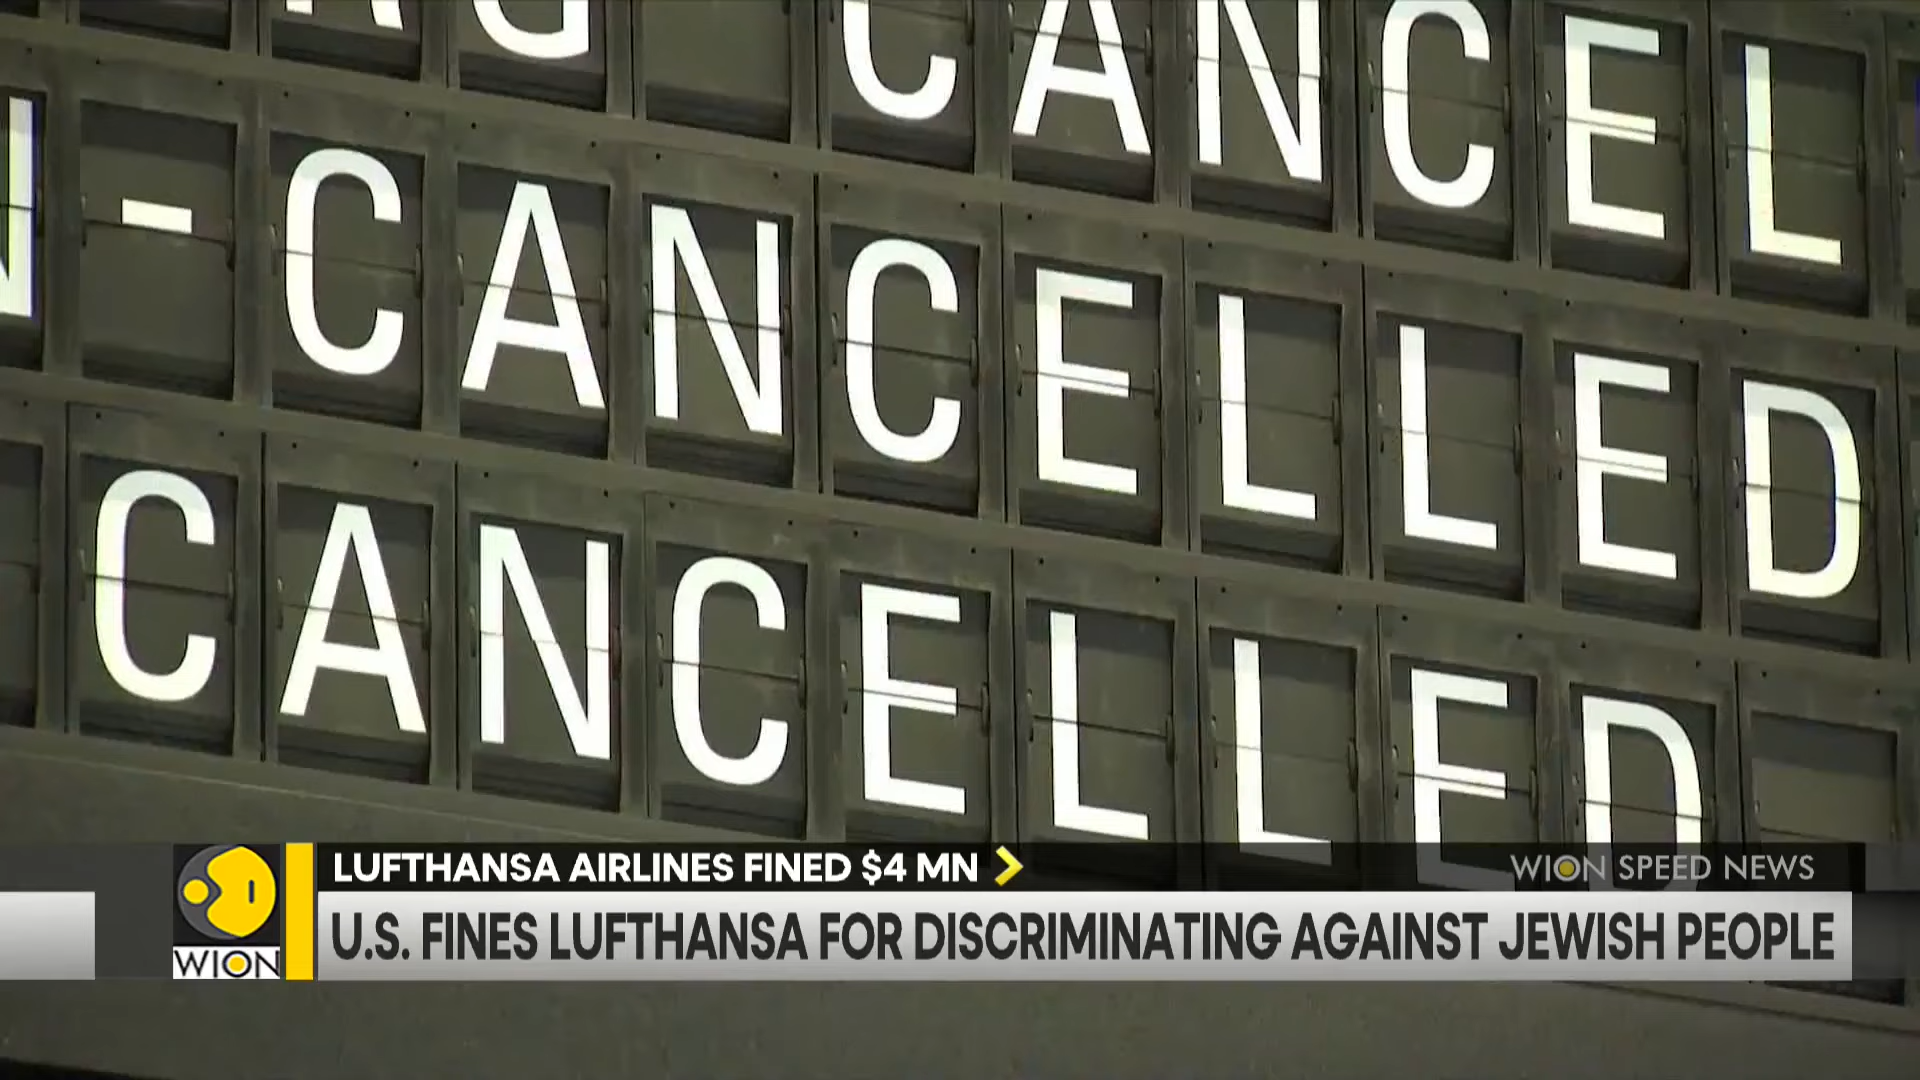 AG CANCEL
N-CANCELLED
CANCELLED
LUFTHANSA AIRLINES FINED $4 MN
WION SPEED NEWS
U.S. FINES LUFTHANSA FOR DISCRIMINATING AGAINST JEWISH PEOPLE
WION